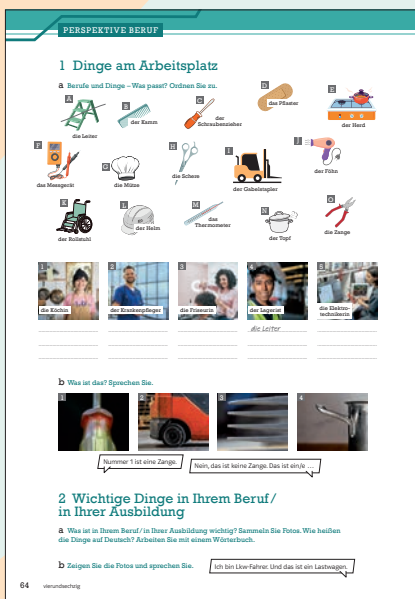 PERSPEKTIVE BERUF
1 Dinge am Arbeitsplatz
a Berufe und Dinge – Was passt? Ordnen Sie zu.
A
die Leiter
B
der Kamm
C
der
Schraubenzieher
D
das Pflaster
E
der Herd
F
das Messgerät
G
die Mütze
H
die Schere
I
der Gabelstapler
J
der Föhn
K
der Rollstuhl
L
der Helm
M
das
Thermometer
N
der Topf
O
die Zange
1
die Köchin
2
der Krankenpfleger
3
die Friseurin
4
der Lagerist
5
die Elektro-
technikerin
die Leiter
b Was ist das? Sprechen Sie.
1
2
3
4
Nummer 1 ist eine Zange.
Nein, das ist keine Zange. Das ist ein/e ...
2 Wichtige Dinge in Ihrem Beruf/
in Ihrer Ausbildung
a Was ist in Ihrem Beruf/in Ihrer Ausbildung wichtig? Sammeln Sie Fotos. Wie heißen
die Dinge auf Deutsch? Arbeiten Sie mit einem Wörterbuch.
b Zeigen Sie die Fotos und sprechen Sie.
Ich bin Lkw-Fahrer. Und das ist ein Lastwagen.
64 vierundsechzig